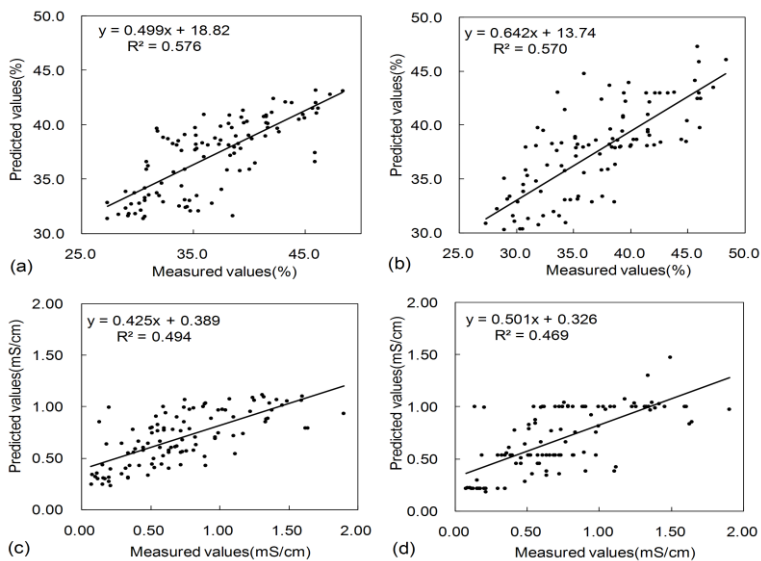 50.0
y = 0.499x + 18.82
R² = 0.576
45.0
40.0
35.0
30.0
Predicted values(%)
25.0 35.0 45.0
(a)
Measured values(%)
50.0
y = 0.642x + 13.74
R² = 0.570
45.0
40.0
35.0
30.0
Predicted values(%)
25.0 30.0 35.0 40.0 45.0 50.0
(b)
Measured values(%)
2.00
y = 0.425x + 0.389
R² = 0.494
1.50
1.00
0.50
0.00
Predicted values(mS/cm)
0.00 0.50 1.00 1.50 2.00
(c)
Measured values(mS/cm)
2.00
y = 0.501x + 0.326
R² = 0.469
1.50
1.00
0.50
0.00
Predicted values(mS/cm)
0.00 0.50 1.00 1.50 2.00
(d)
Measured values(mS/cm)